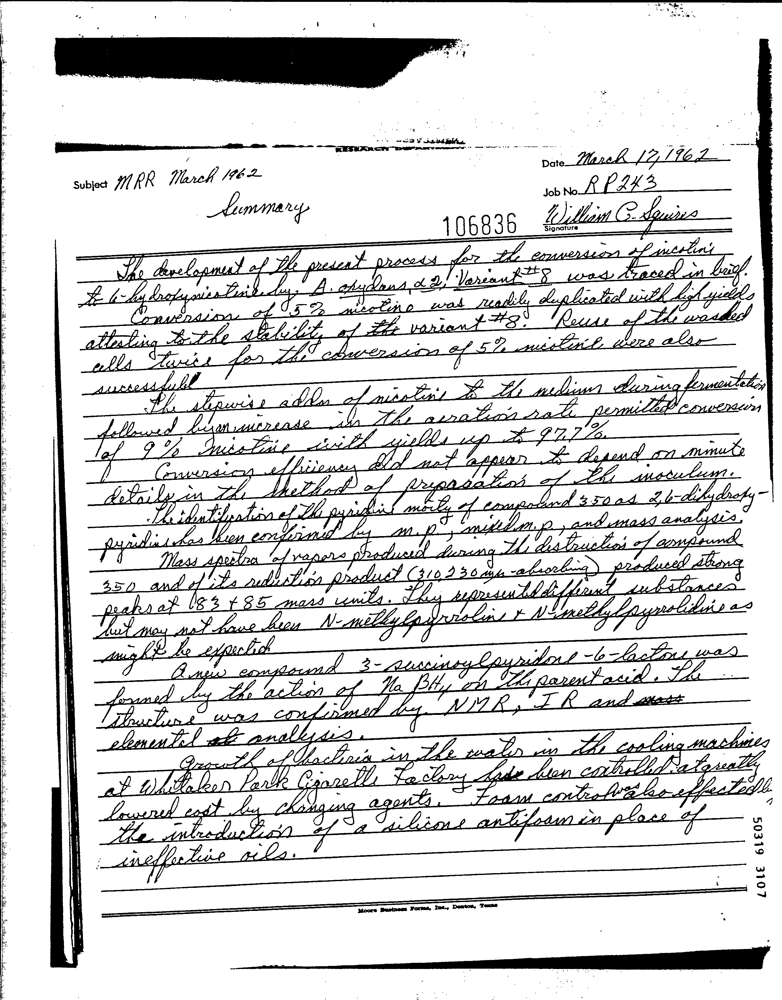 RESEARCH DEPARTMENT
Date March 17, 1962
Subject MRR March 1962
Job No. RP243
Summary
106836
William C. Squires
Signature
The development of the present process for the conversion of nicotine
to 6-hydroxynicotine by A. oxydans, d2, Variant #8 was traced in brief.
Conversion of 5% nicotine was readily duplicated with high yields
attesting to the stability of the variant #8. Reuse of the washed
cells twice for the conversion of 5% nicotine were also
successful
The stepwise addn of nicotine to the medium during fermentation
followed by an increase in the aeration rate permitted conversion
of 9% nicotine with yields up to 97.7%.
Conversion efficiency did not appear to depend on minute
details in the method of preparation of the inoculum.
The identification of the pyridine moity of compound 350 as 2,6-dihydroxy-
pyridine has been confirmed by m.p., mixed m.p., and mass analysis.
Mass spectra of vapors produced during the destruction of compound
350 and of its reduction product (310 230 mu-absorbing) produced strong
peaks at 83 + 85 mass units. They represented different substances
but may not have been N-methylpyrroline + N-methylpyrrolidine as
might be expected
A new compound 3-succinoylpyridone-6-lactone was
formed by the action of NaBH4 on the parent acid. The
structure was confirmed by NMR, IR and mass
elemental analysis.
Growth of bacteria in the water in the cooling machines
at Whitaker Park Cigarette Factory has been controlled at greatly
lowered cost by changing agents. Foam control was also effected by
the introduction of a silicone antifoam in place of
ineffective oils.
50319 3107
Moore Business Forms, Inc., Denton, Texas